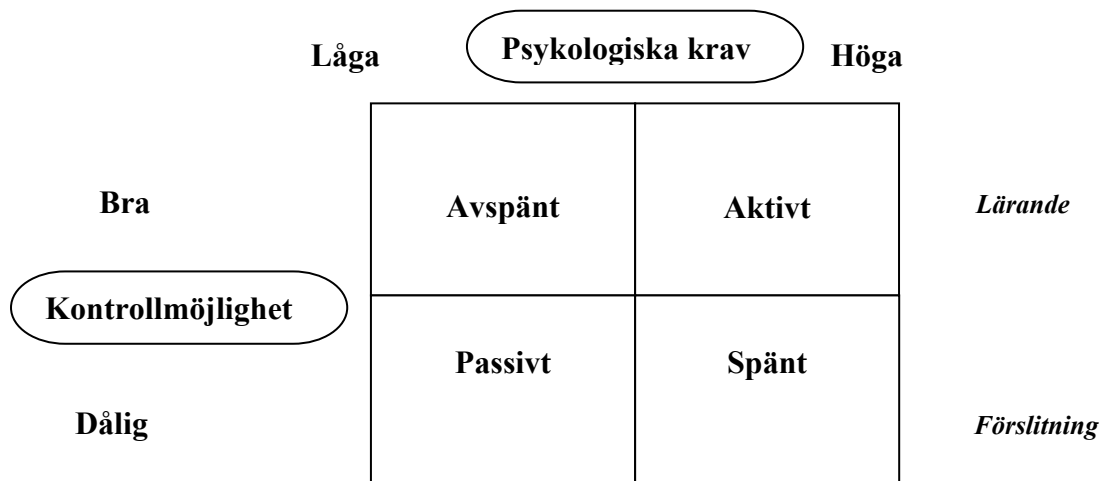 Psykologiska krav
Låga Höga
Bra Avspänt Aktivt Lärande
Kontrollmöjlighet
Passivt Spänt
Dålig Förslitning